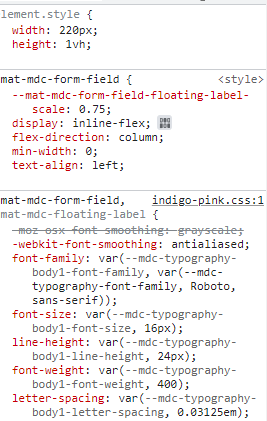 lement.style {
width: 220px;
height: 1vh;
}
mat-mdc-form-field { <style>
--mat-mdc-form-field-floating-label-
scale: 0.75;
display: inline-flex;
flex-direction: column;
min-width: 0;
text-align: left;
}
mat-mdc-form-field, indigo-pink.css:1
mat-mdc-floating-label {
-moz-osx-font-smoothing: grayscale;
-webkit-font-smoothing: antialiased;
font-family: var(--mdc-typography-
body1-font-family, var(--mdc-
typography-font-family, Roboto,
sans-serif));
font-size: var(--mdc-typography-
body1-font-size, 16px);
line-height: var(--mdc-typography-
body1-line-height, 24px);
font-weight: var(--mdc-typography-
body1-font-weight, 400);
letter-spacing: var(--mdc-typography-
body1-letter-spacing, 0.03125em);